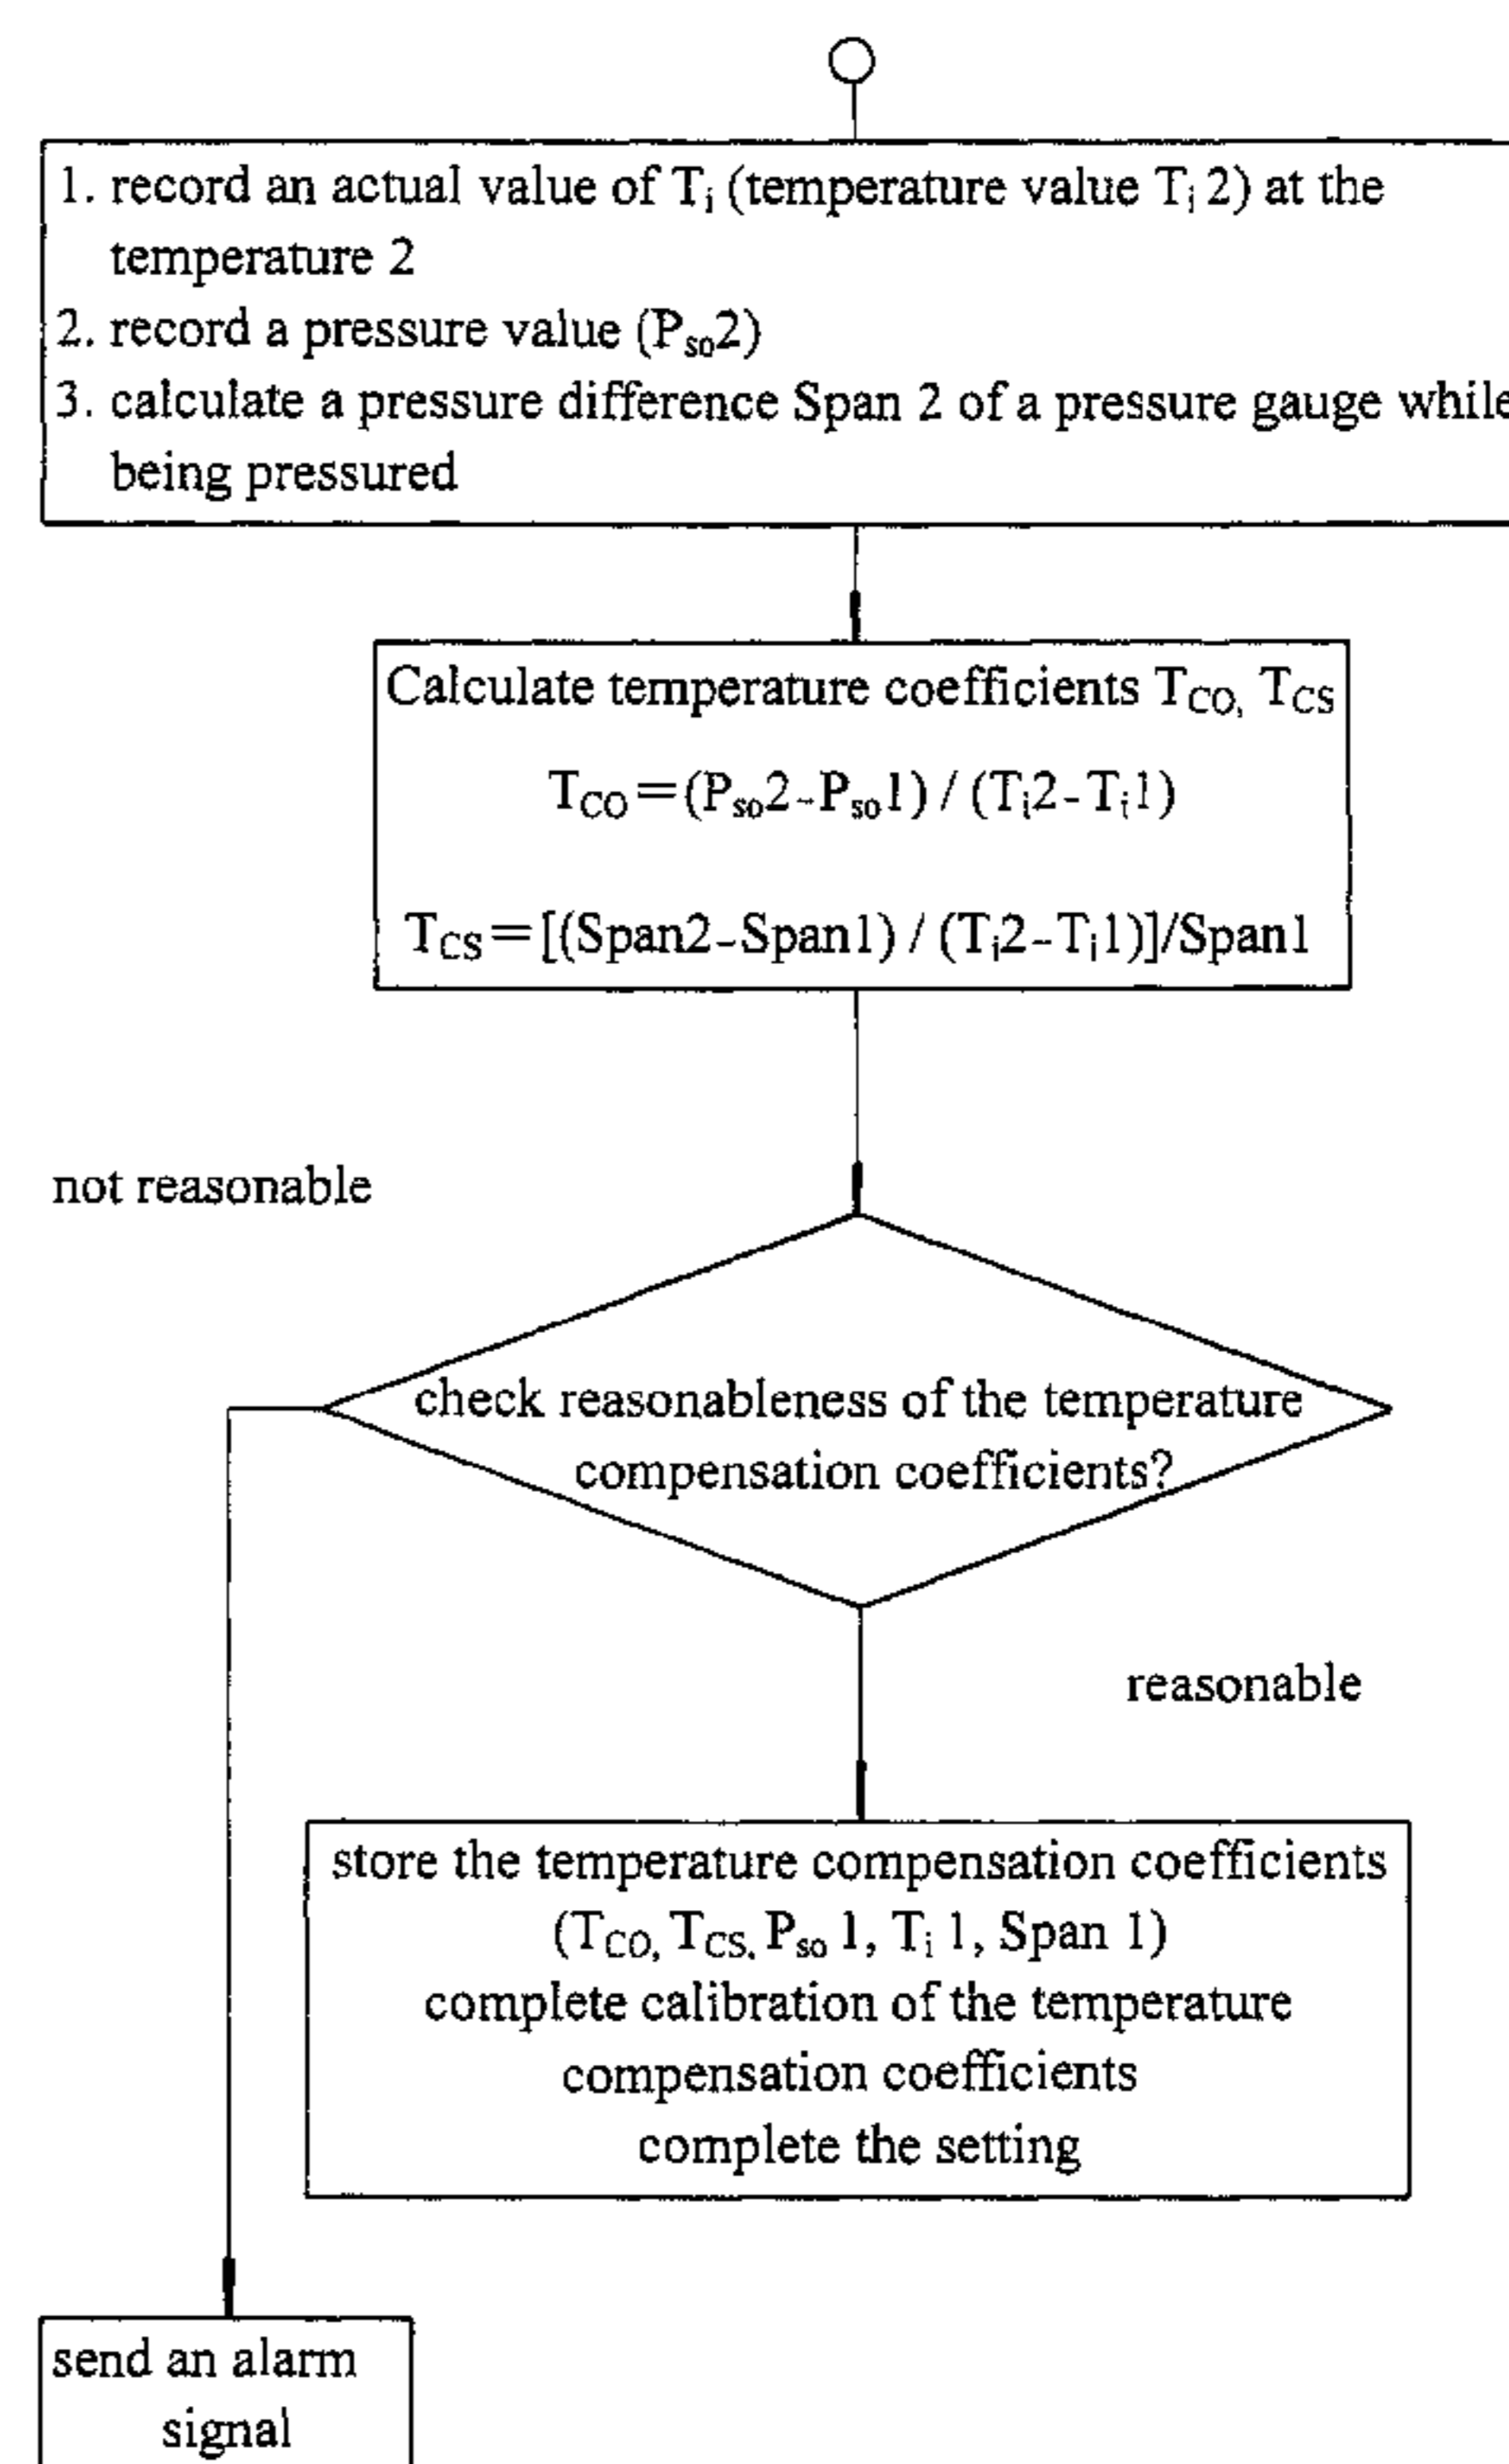 1. record an actual value of Ti (temperature value Ti 2) at the
temperature 2
2. record a pressure value (Pso2)
3. calculate a pressure difference Span 2 of a pressure gauge while
being pressured
Calculate temperature coefficients TCO, TCS
TCO=(Pso2-Pso1) / (Ti2-Ti1)
TCS=[(Span2-Span1) / (Ti2-Ti1)]/Span1
not reasonable
check reasonableness of the temperature
compensation coefficients?
reasonable
store the temperature compensation coefficients
(TCO, TCS, Pso 1, Ti 1, Span 1)
complete calibration of the temperature
compensation coefficients
complete the setting
send an alarm
signal